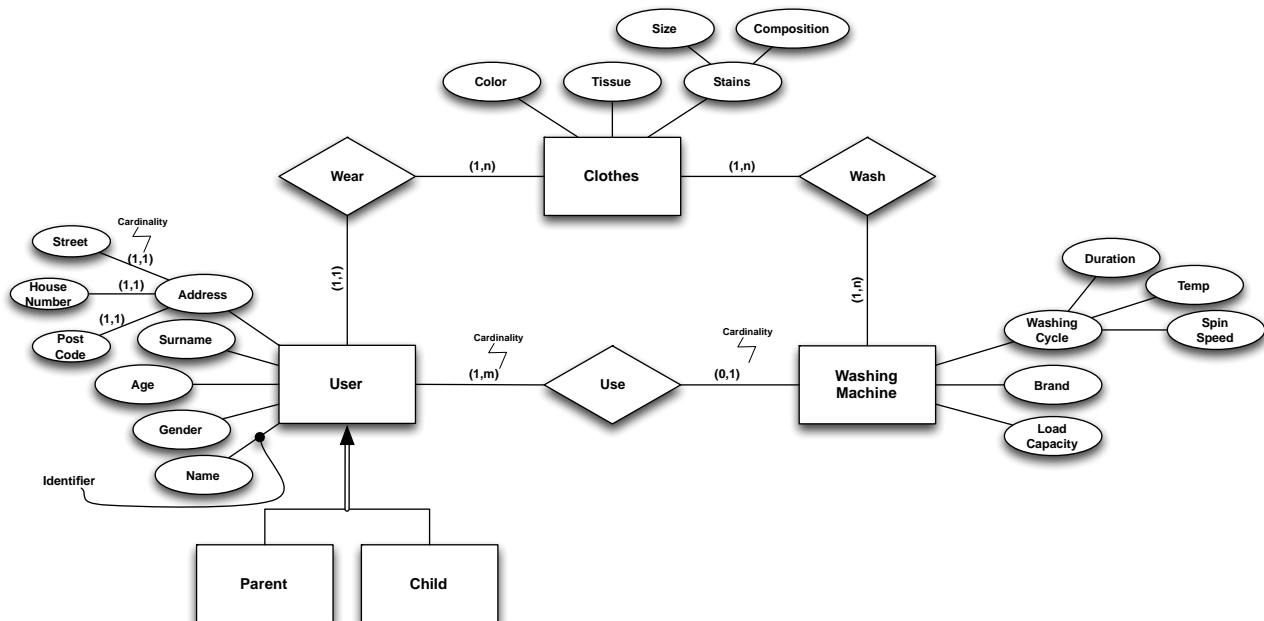 Size
Composition
Color
Tissue
Stains
Wear
(1,n)
Clothes
(1,n)
Wash
Cardinality
Street
(1,1)
House
Number
(1,1)
Address
(1,1)
Post
Code
Surname
Age
Gender
Name
Identifier
(1,1)
User
Cardinality
(1,m)
Use
Cardinality
(0,1)
(1,n)
Washing
Machine
Duration
Temp
Washing
Cycle
Spin
Speed
Brand
Load
Capacity
Parent
Child